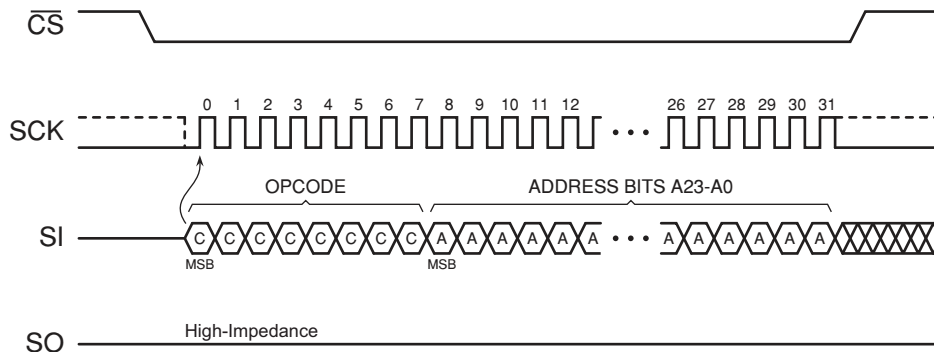 CS
0 1 2 3 4 5 6 7 8 9 10 11 12 26 27 28 29 30 31
SCK
OPCODE ADDRESS BITS A23-A0
SI C C C C C C C C A A A A A A A A A A A A
MSB MSB
High-Impedance
SO